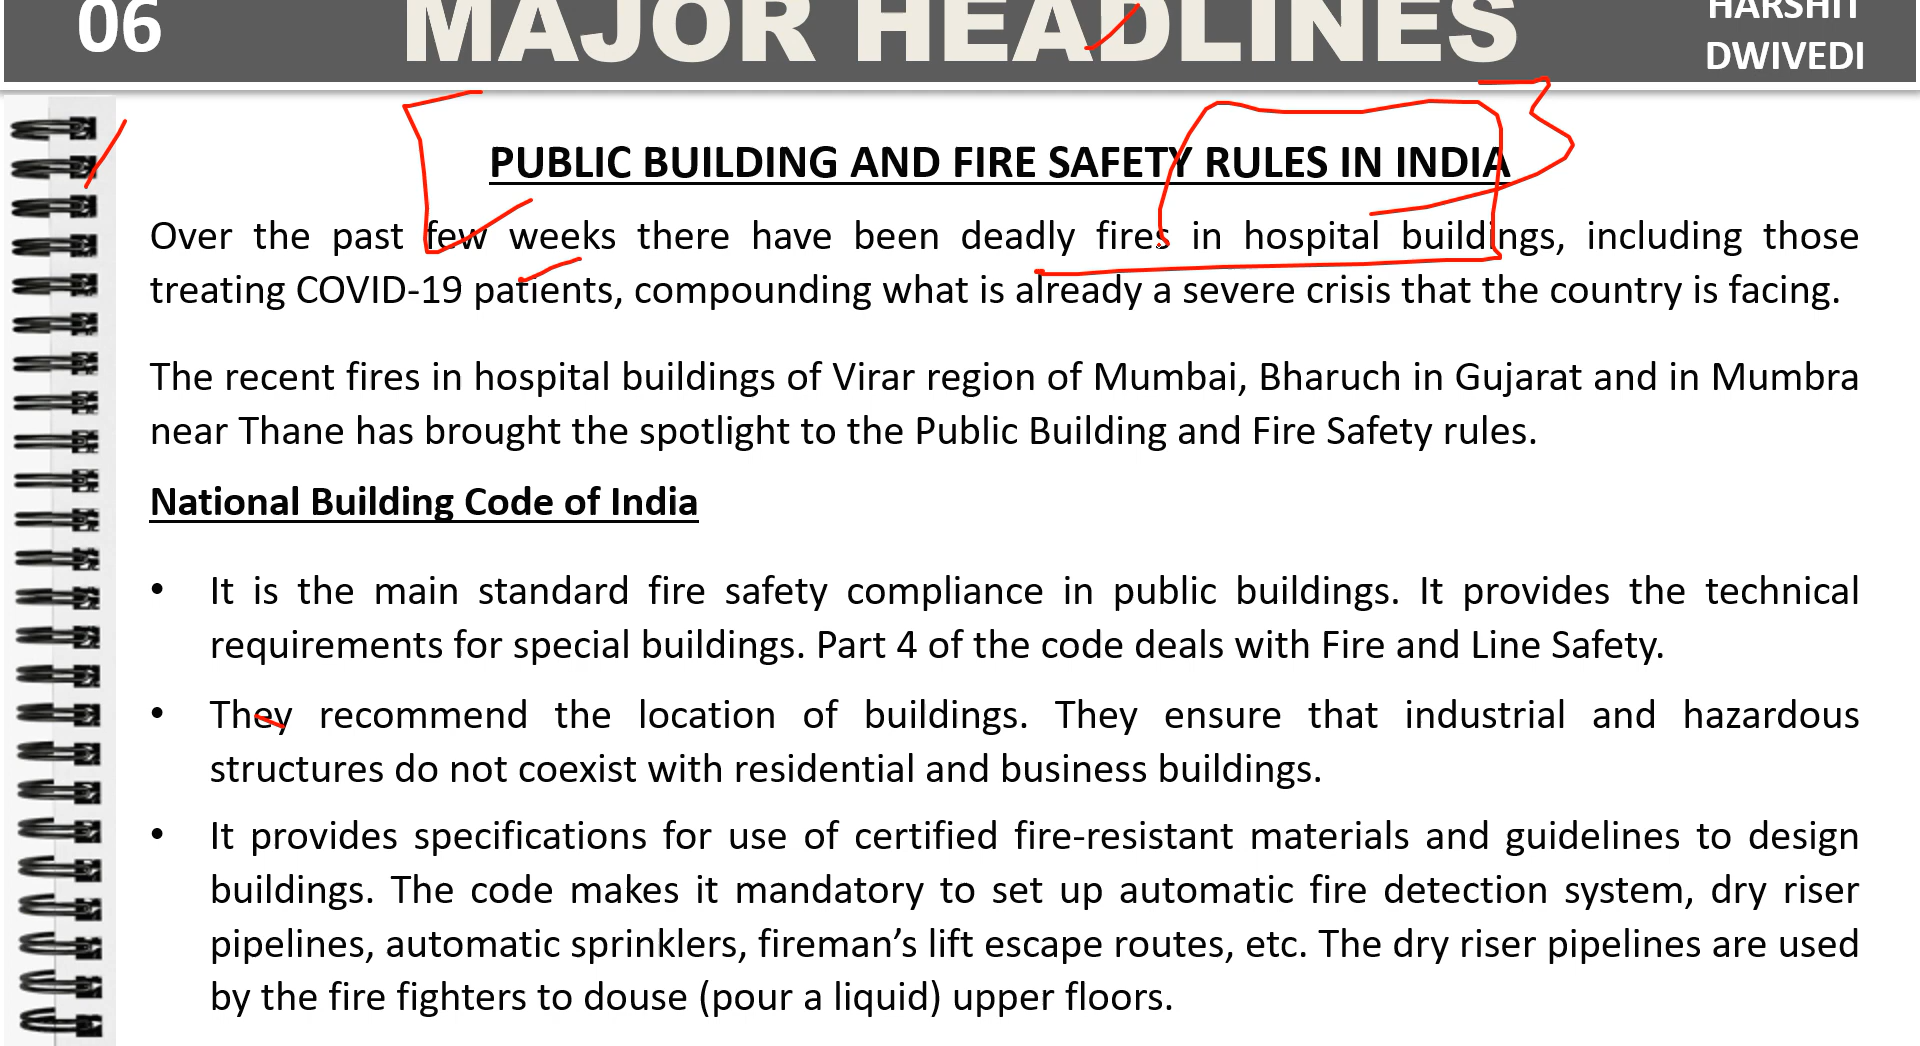 06
MAJOR HEADLINES
HARSHIT
DWIVEDI
PUBLIC BUILDING AND FIRE SAFETY RULES IN INDIA
Over the past few weeks there have been deadly fires in hospital buildings, including those
treating COVID-19 patients, compounding what is already a severe crisis that the country is facing.
The recent fires in hospital buildings of Virar region of Mumbai, Bharuch in Gujarat and in Mumbra
near Thane has brought the spotlight to the Public Building and Fire Safety rules.
National Building Code of India
• It is the main standard fire safety compliance in public buildings. It provides the technical
requirements for special buildings. Part 4 of the code deals with Fire and Line Safety.
• They recommend the location of buildings. They ensure that industrial and hazardous
structures do not coexist with residential and business buildings.
• It provides specifications for use of certified fire-resistant materials and guidelines to design
buildings. The code makes it mandatory to set up automatic fire detection system, dry riser
pipelines, automatic sprinklers, fireman’s lift escape routes, etc. The dry riser pipelines are used
by the fire fighters to douse (pour a liquid) upper floors.